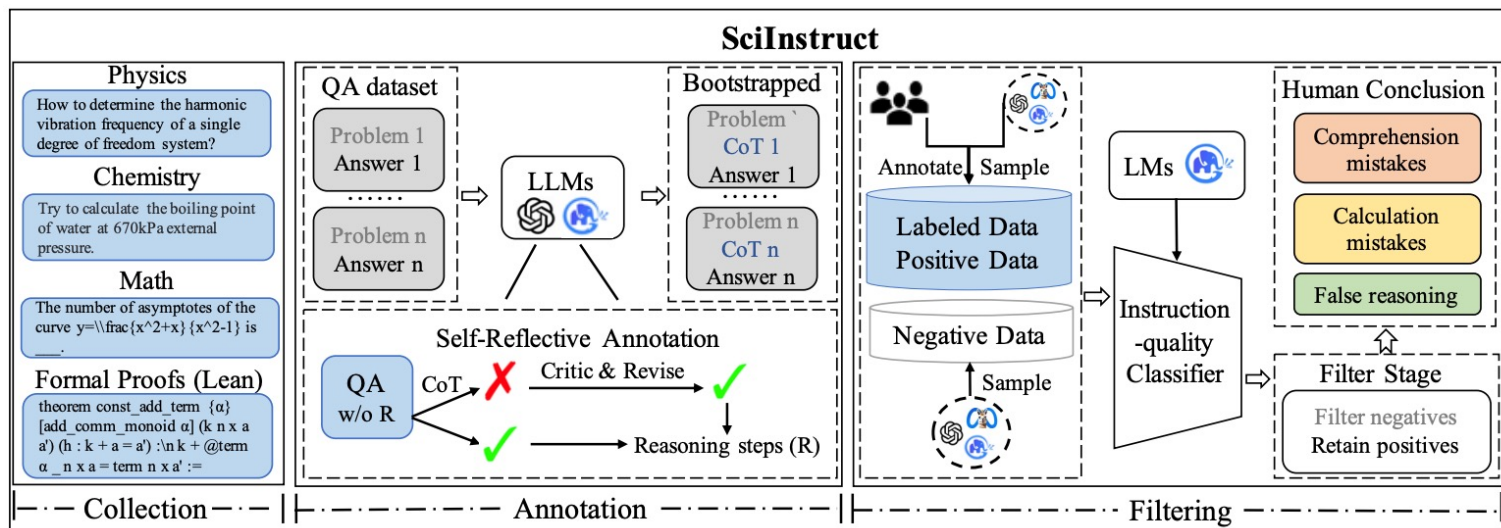 SciInstruct
Physics
How to determine the harmonic
vibration frequency of a single
degree of freedom system?
Chemistry
Try to calculate the boiling point
of water at 670kPa external
pressure.
Math
The number of asymptotes of the
curve y=\\frac{x^2+x}{x^2-1} is
___.
Formal Proofs (Lean)
theorem const_add_term {α}
[add_comm_monoid α] (k n x a
a') (h : k + a = a') :\n k + @term
α _ n x a = term n x a' :=
Collection
QA dataset
Problem 1
Answer 1
......
Problem n
Answer n
LLMs
Bootstrapped
Problem `
CoT 1
Answer 1
......
Problem n
CoT n
Answer n
Self-Reflective Annotation
QA
w/o R
CoT
Critic & Revise
Reasoning steps (R)
Annotation
Annotate
Sample
Labeled Data
Positive Data
Negative Data
Sample
LMs
Instruction
-quality
Classifier
Human Conclusion
Comprehension
mistakes
Calculation
mistakes
False reasoning
Filter Stage
Filter negatives
Retain positives
Filtering